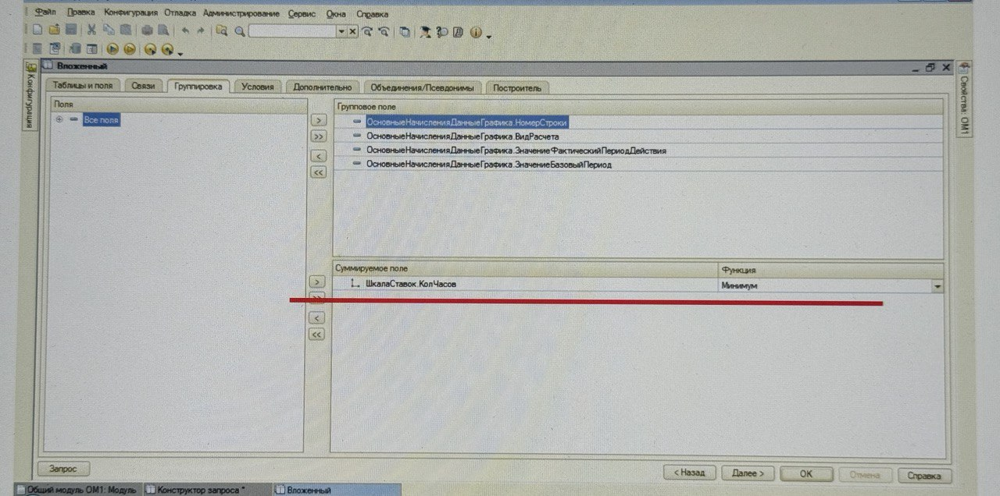 Файл Правка Конфигурация Отладка Администрирование Сервис Окна Справка
Вложенный
Конфигурация
Свойства: ОМ1
Таблицы и поля Связи Группировка Условия Дополнительно Объединения/Псевдонимы Построитель
Поля
Все поля
Групповое поле
ОсновныеНачисленияДанныеГрафика.НомерСтроки
ОсновныеНачисленияДанныеГрафика.ВидРасчета
ОсновныеНачисленияДанныеГрафика.ЗначениеФактическийПериодДействия
ОсновныеНачисленияДанныеГрафика.ЗначениеБазовыйПериод
>
>>
<
<<
Суммируемое поле Функция
ШкалаСтавок.КолЧасов Минимум
>
>>
<
<<
Запрос < Назад Далее > OK Отмена Справка
Общий модуль ОМ1: Модуль Конструктор запроса * Вложенный